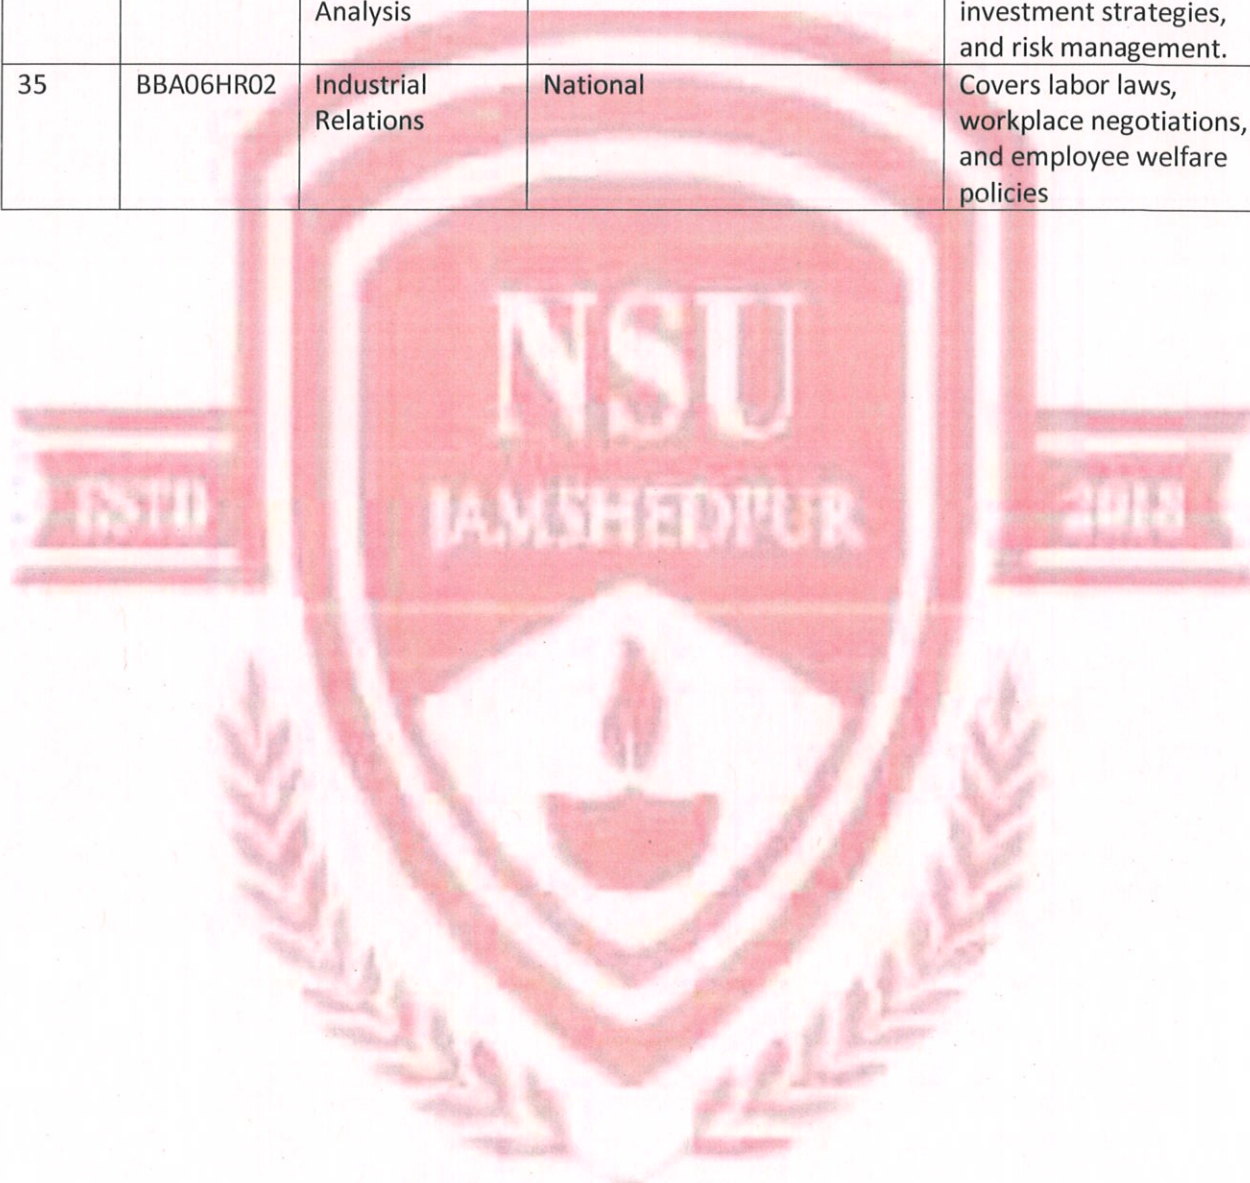 Analysis investment strategies,
and risk management.
35 BBA06HR02 Industrial National Covers labor laws,
Relations workplace negotiations,
and employee welfare
policies
NSU
ESTD JAMSHEDPUR 2018